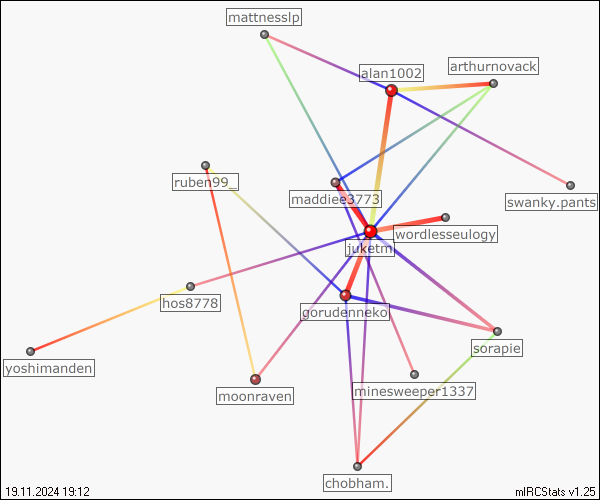 mattnesslp
alan1002
arthurnovack
ruben99_
maddiee3773
swanky.pants
wordlesseulogy
juketm
hos8778
gorudenneko
sorapie
yoshimanden
moonraven
minesweeper1337
chobham.
19.11.2024 19:12
mIRCStats v1.25